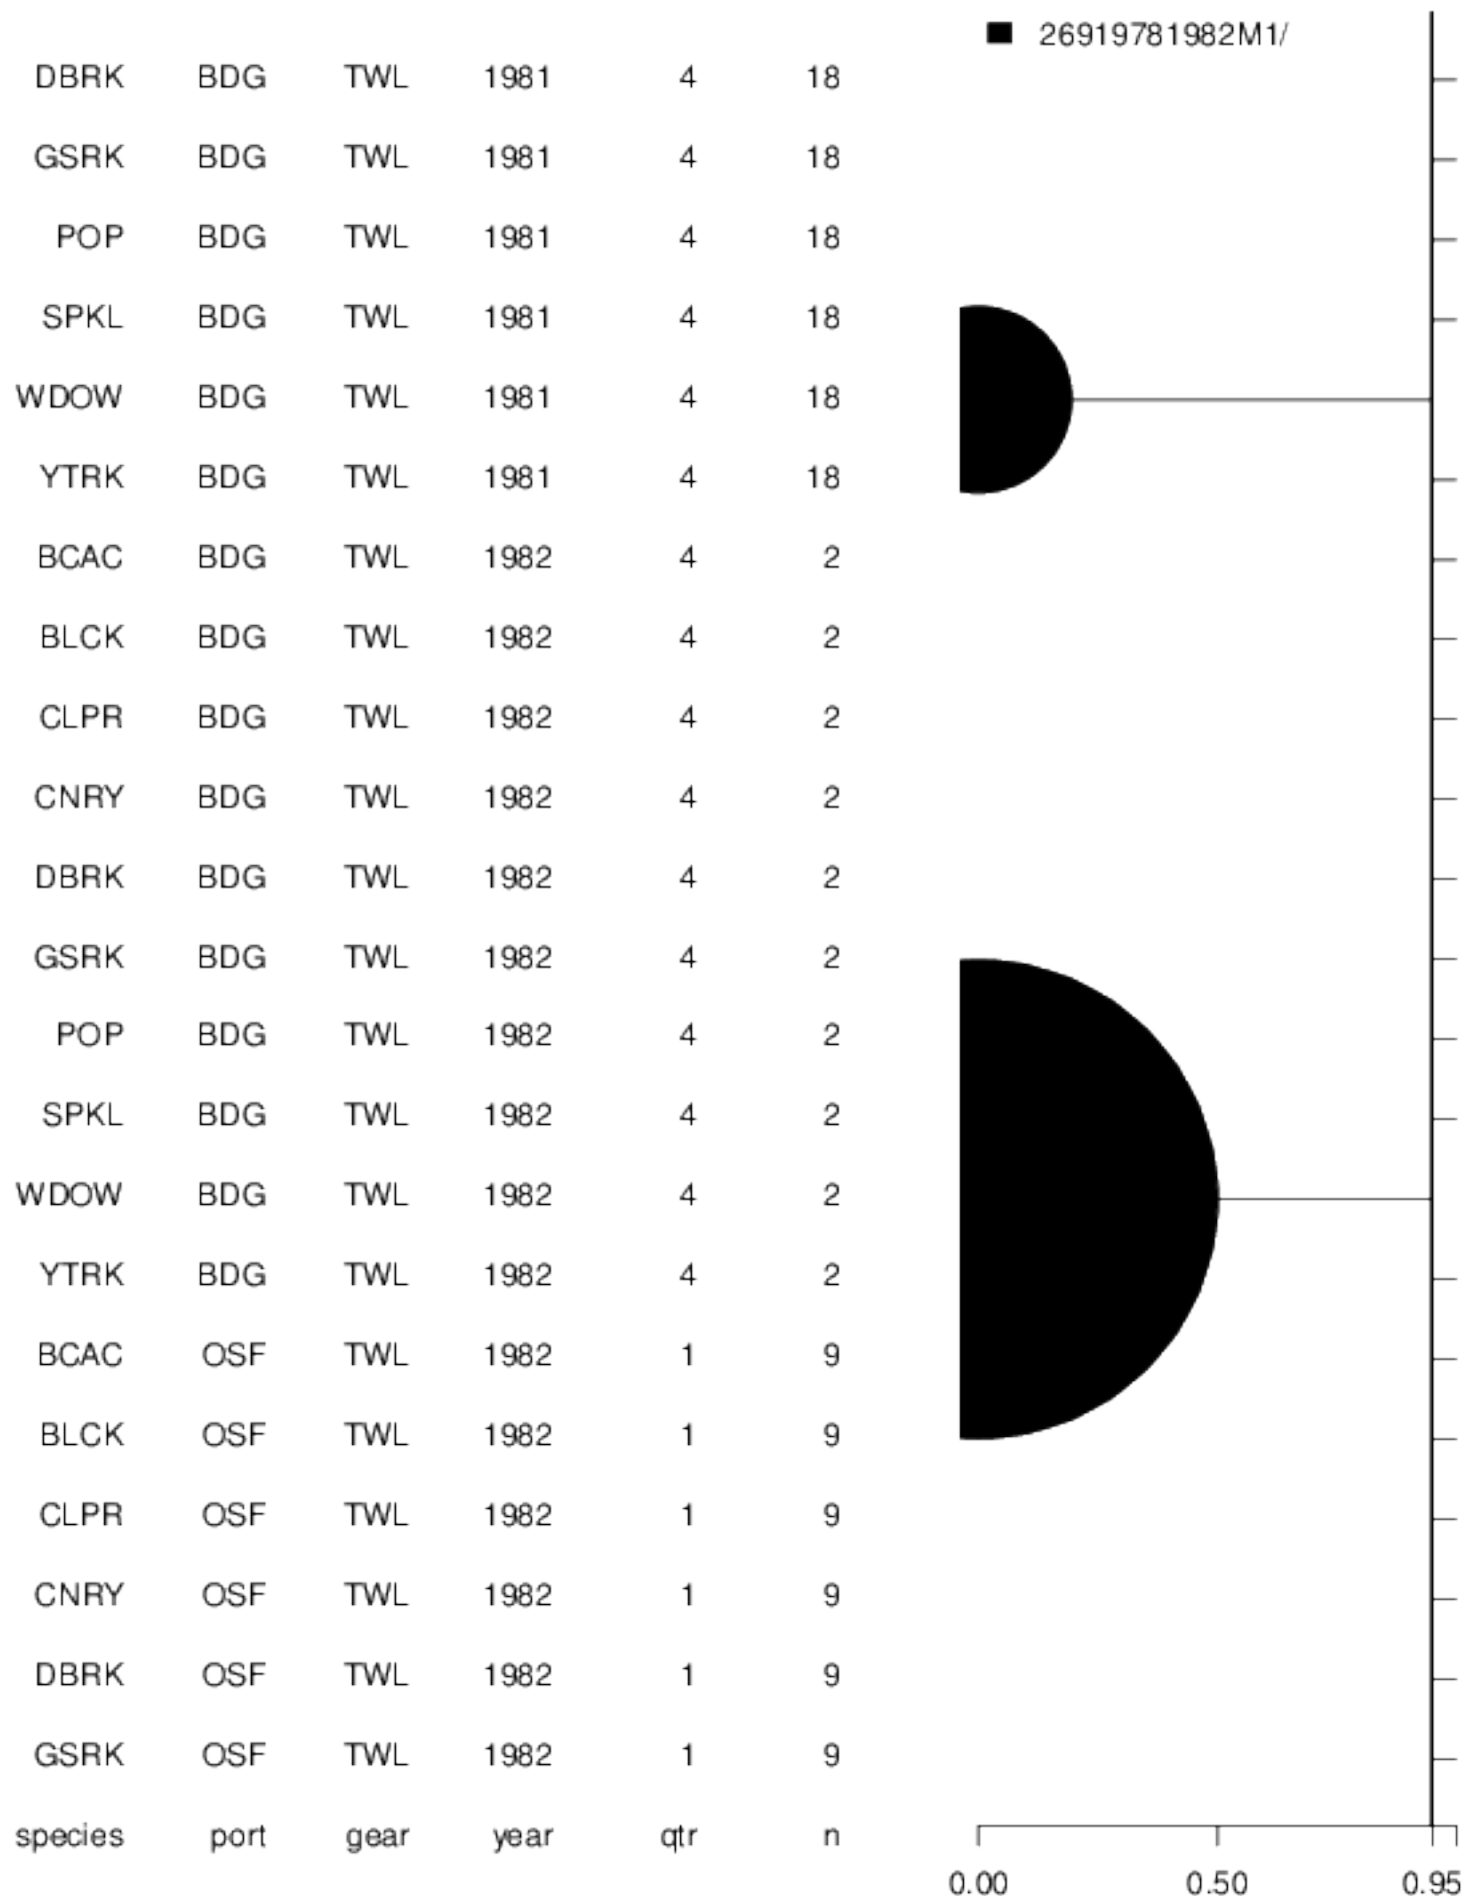 26919781982M1/
DBRK BDG TWL 1981 4 18
GSRK BDG TWL 1981 4 18
POP BDG TWL 1981 4 18
SPKL BDG TWL 1981 4 18
WDOW BDG TWL 1981 4 18
YTRK BDG TWL 1981 4 18
BCAC BDG TWL 1982 4 2
BLCK BDG TWL 1982 4 2
CLPR BDG TWL 1982 4 2
CNRY BDG TWL 1982 4 2
DBRK BDG TWL 1982 4 2
GSRK BDG TWL 1982 4 2
POP BDG TWL 1982 4 2
SPKL BDG TWL 1982 4 2
WDOW BDG TWL 1982 4 2
YTRK BDG TWL 1982 4 2
BCAC OSF TWL 1982 1 9
BLCK OSF TWL 1982 1 9
CLPR OSF TWL 1982 1 9
CNRY OSF TWL 1982 1 9
DBRK OSF TWL 1982 1 9
GSRK OSF TWL 1982 1 9
species port gear year qtr n
0.00 0.50 0.95